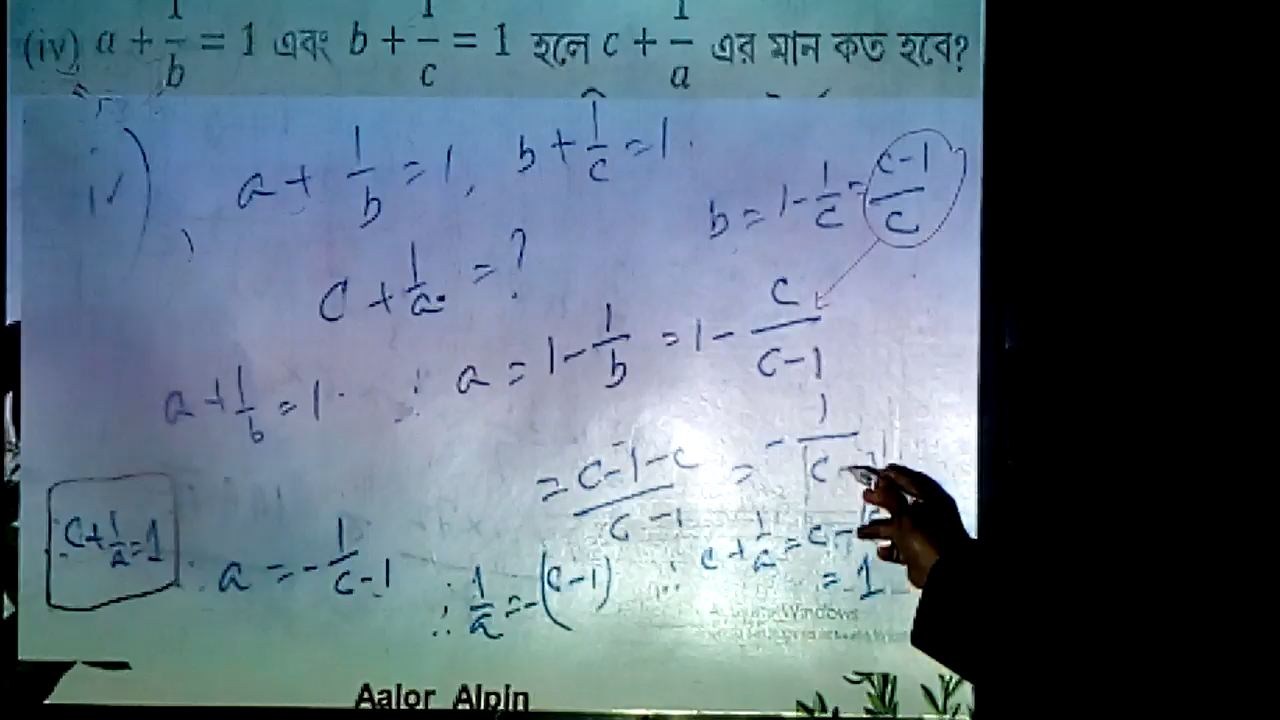 (iv) a + 1/b = 1 এবং b + 1/c = 1 হলে c + 1/a এর মান কত হবে?
iv) a + 1/b = 1, b + 1/c = 1.
b = 1 - 1/c = (c-1)/c
c + 1/a = ?
a + 1/b = 1. ∴ a = 1 - 1/b = 1 - c/(c-1)
= (c-1-c)/(c-1) = - 1/
c + 1/a = 1
∴ a = - 1/(c-1) ∴ 1/a = -(c-1) ∴ c + 1/a = c -
= 1
Windows
Aalor Alpin